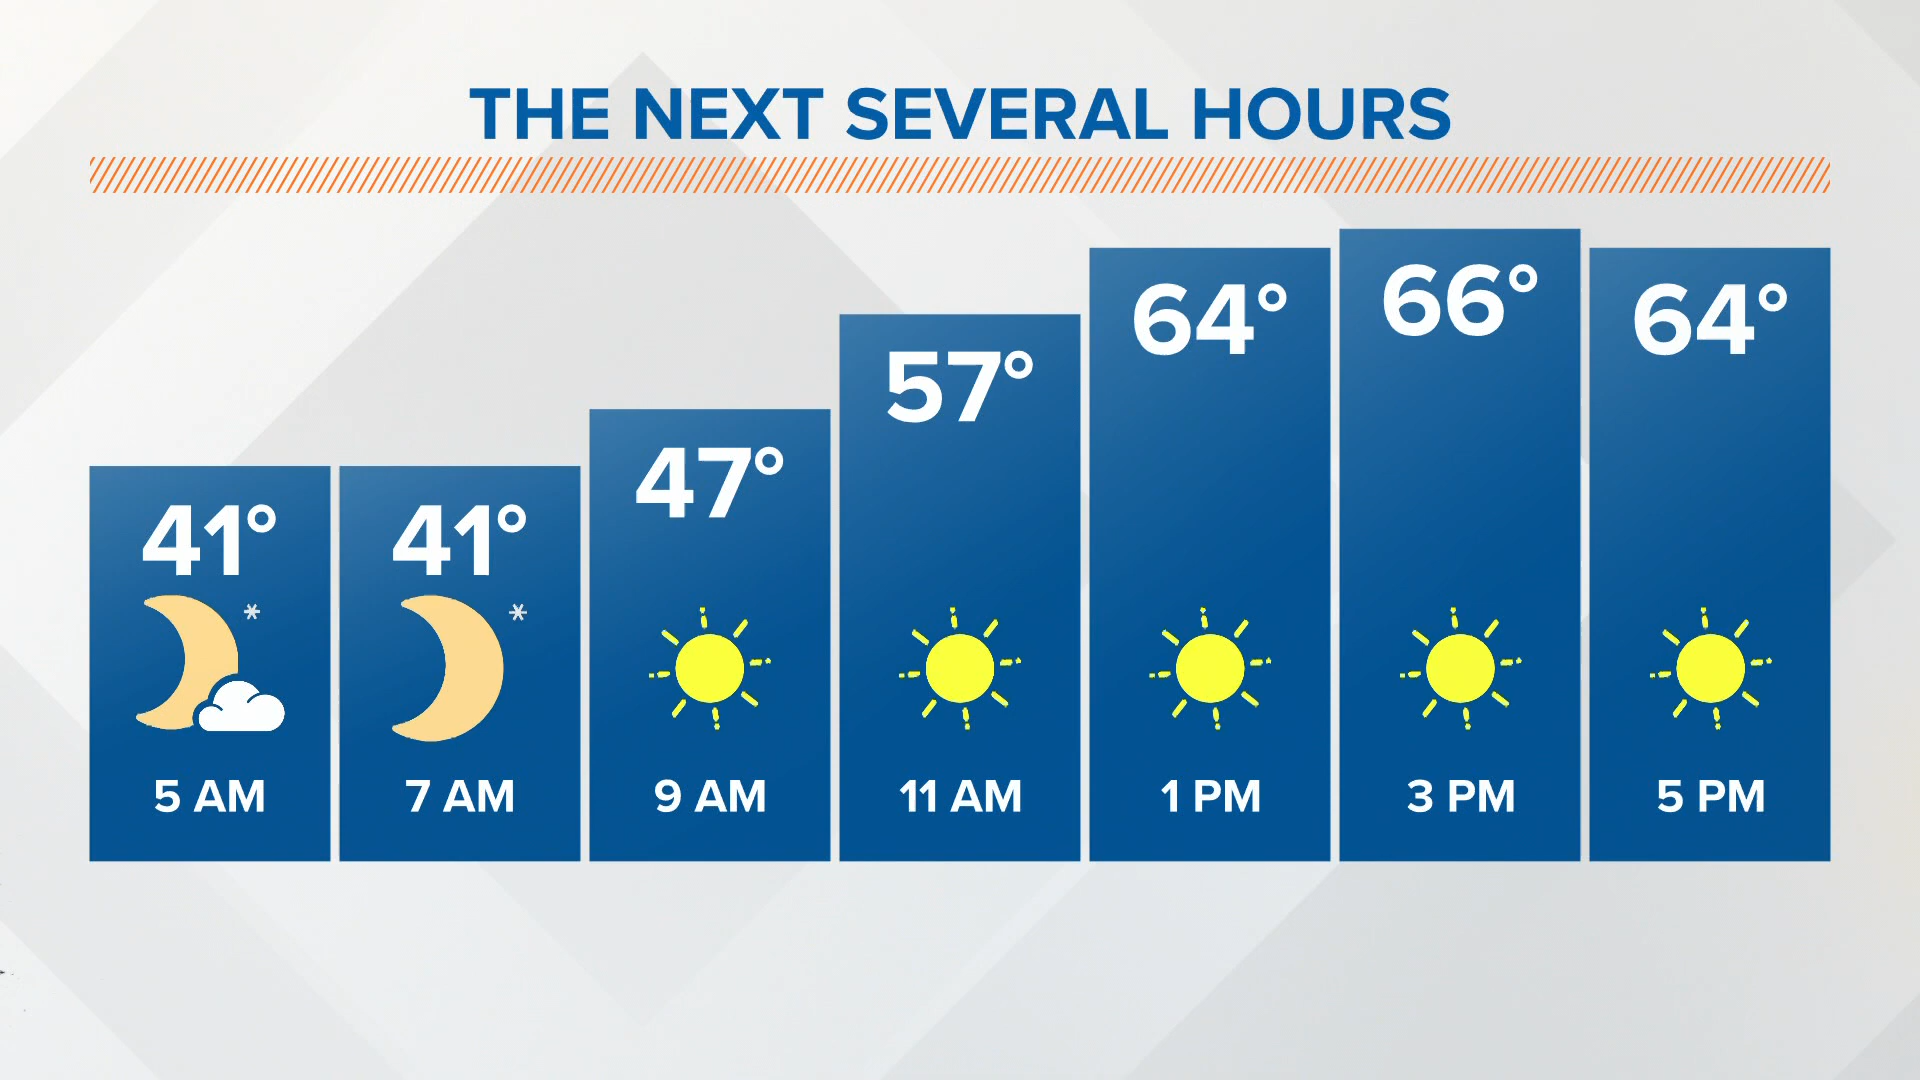 THE NEXT SEVERAL HOURS
41° 41° 47° 57° 64° 66° 64°
5 AM 7 AM 9 AM 11 AM 1 PM 3 PM 5 PM